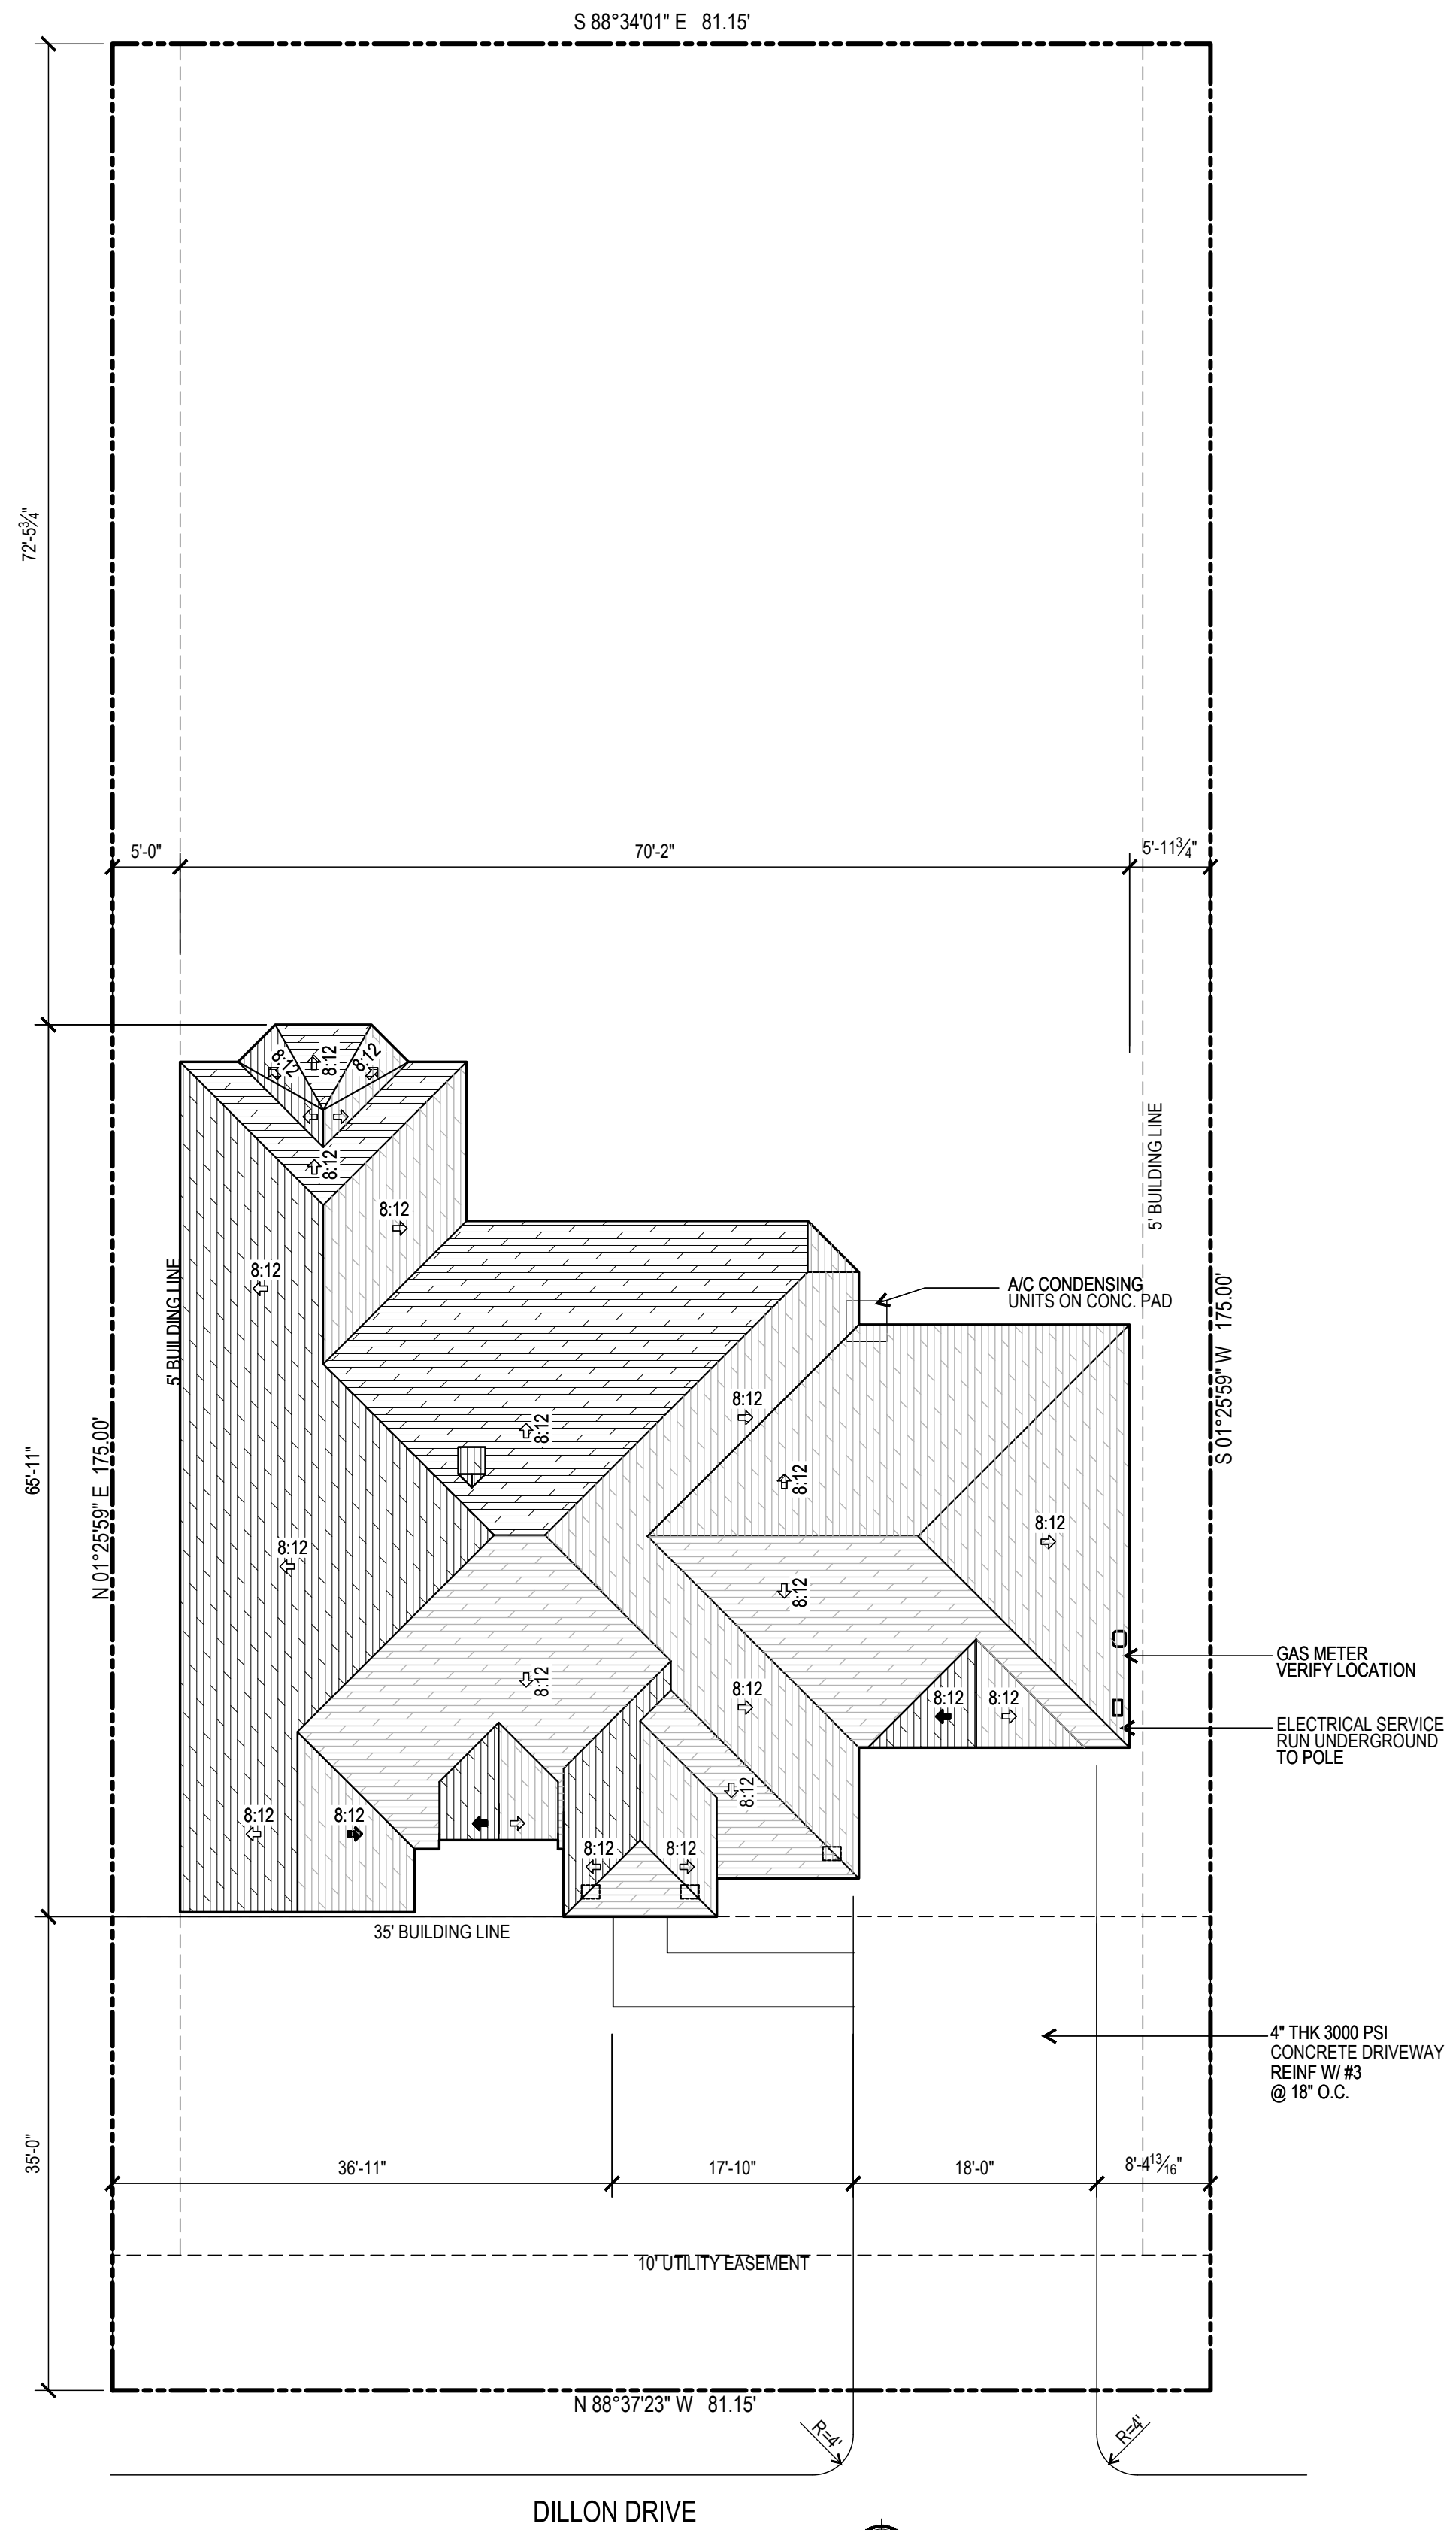 S 88°34'01" E 81.15'
72'-5¾"
5'-0"
70'-2"
5'-11¾"
8:12
8:12
8:12
8:12
8:12
5' BUILDING LINE
8:12
5' BUILDING LINE
A/C CONDENSING
UNITS ON CONC. PAD
S 01°25'59" W 175.00'
N 01°25'59" E 175.00'
65'-11"
8:12
8:12
8:12
8:12
8:12
8:12
8:12
8:12
8:12
8:12
GAS METER
VERIFY LOCATION
ELECTRICAL SERVICE
RUN UNDERGROUND
TO POLE
8:12
8:12
8:12
8:12
8:12
35' BUILDING LINE
4" THK 3000 PSI
CONCRETE DRIVEWAY
REINF W/ #3
@ 18" O.C.
35'-0"
36'-11"
17'-10"
18'-0"
8'-4 13/16"
10' UTILITY EASEMENT
N 88°37'23" W 81.15'
R=4'
R=4'
DILLON DRIVE